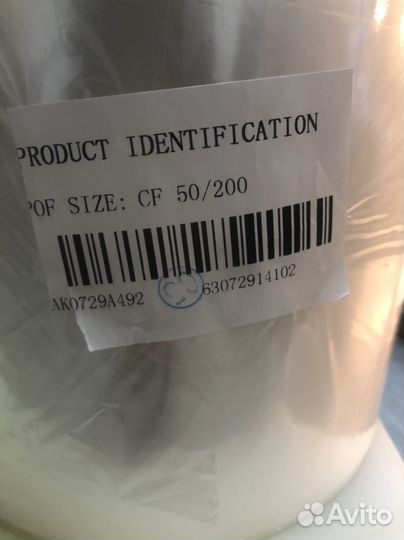 PRODUCT IDENTIFICATION
POF SIZE: CF 50/200
AK0729A492 63072914102
Avito